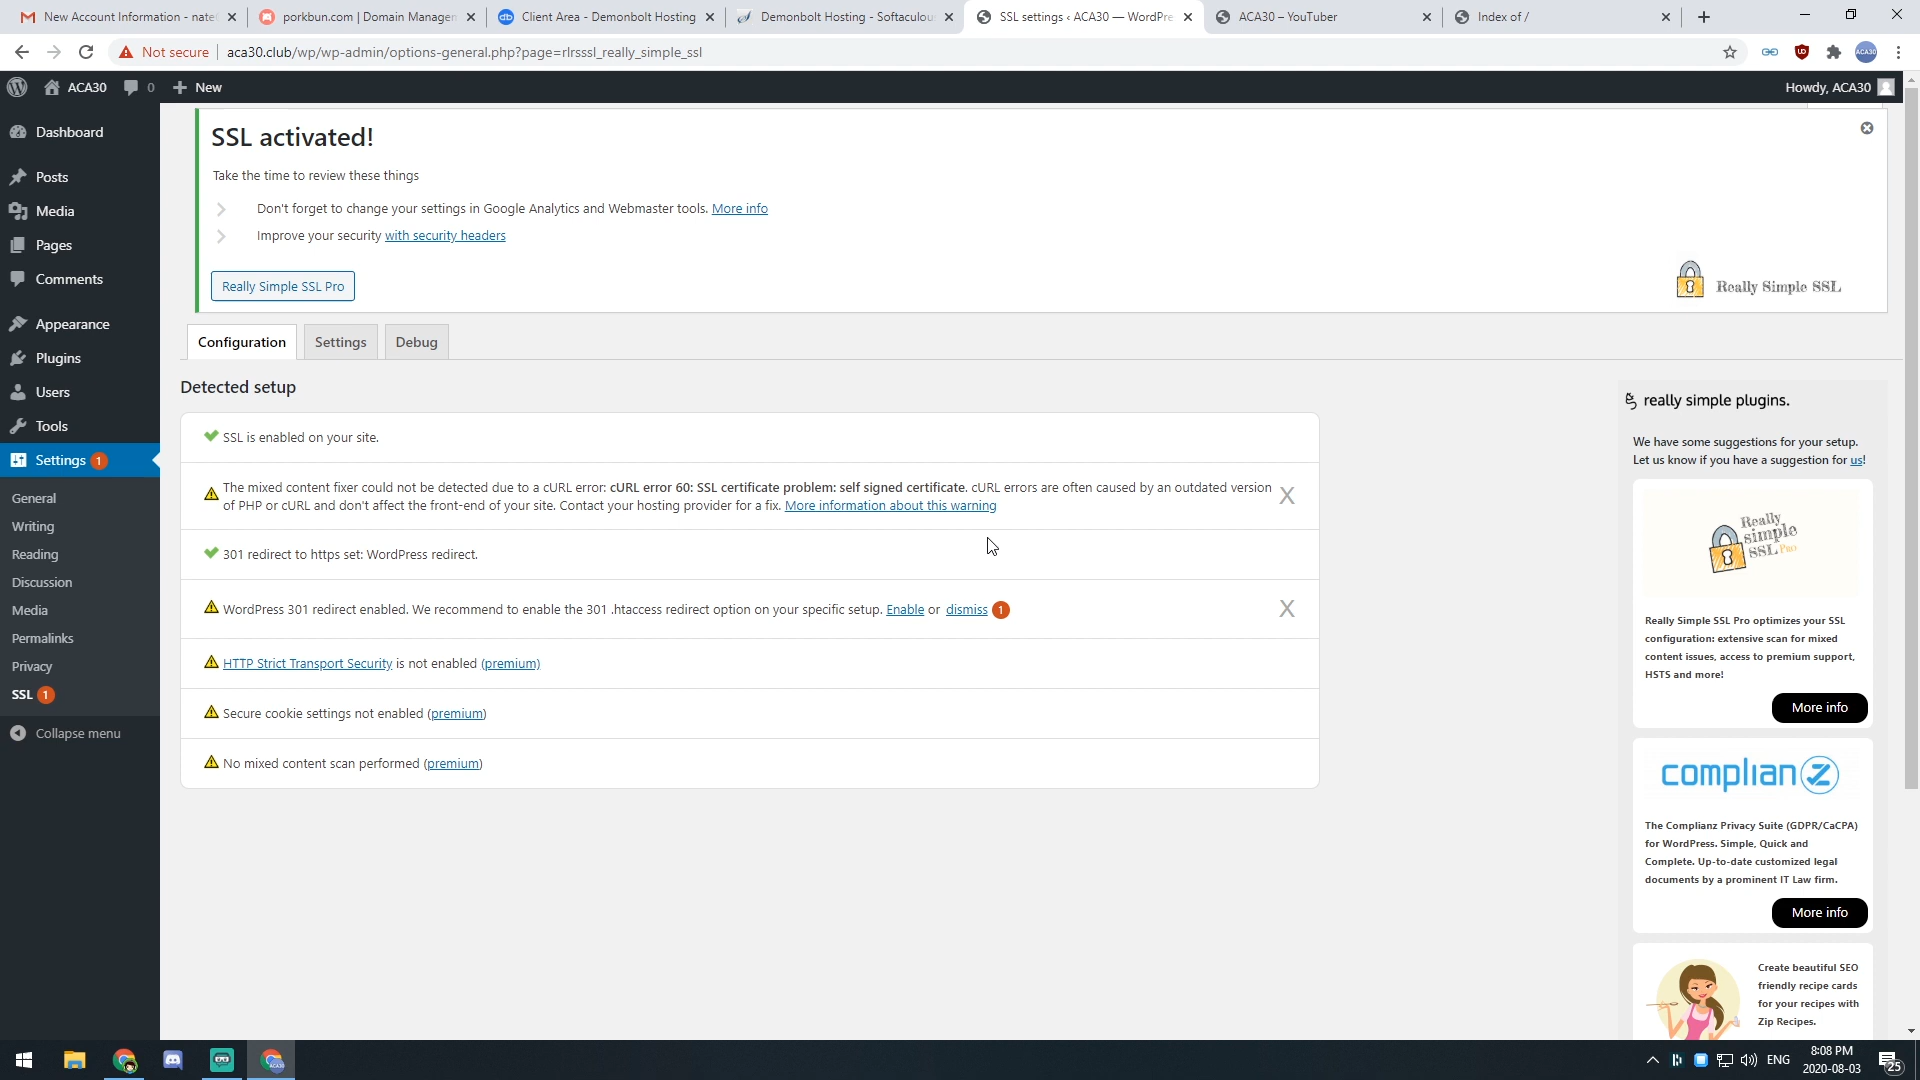 New Account Information - nate
porkbun.com | Domain Managem
Client Area - Demonbolt Hosting
Demonbolt Hosting - Softaculous
SSL settings ‹ ACA30 — WordPre
ACA30 – YouTuber
Index of /
Not secure
aca30.club/wp/wp-admin/options-general.php?page=rlrsssl_really_simple_ssl
ACA30
0
New
Howdy, ACA30
Dashboard
Posts
Media
Pages
Comments
Appearance
Plugins
Users
Tools
Settings 1
General
Writing
Reading
Discussion
Media
Permalinks
Privacy
SSL 1
Collapse menu
SSL activated!
Take the time to review these things
Don't forget to change your settings in Google Analytics and Webmaster tools. More info
Improve your security with security headers
Really Simple SSL Pro
Really Simple SSL
Configuration
Settings
Debug
Detected setup
SSL is enabled on your site.
The mixed content fixer could not be detected due to a cURL error: cURL error 60: SSL certificate problem: self signed certificate. cURL errors are often caused by an outdated version
of PHP or cURL and don't affect the front-end of your site. Contact your hosting provider for a fix. More information about this warning
X
301 redirect to https set: WordPress redirect.
WordPress 301 redirect enabled. We recommend to enable the 301 .htaccess redirect option on your specific setup. Enable or dismiss 1
X
HTTP Strict Transport Security is not enabled (premium)
Secure cookie settings not enabled (premium)
No mixed content scan performed (premium)
really simple plugins.
We have some suggestions for your setup.
Let us know if you have a suggestion for us!
Really
simple
SSL Pro
Really Simple SSL Pro optimizes your SSL
configuration: extensive scan for mixed
content issues, access to premium support,
HSTS and more!
More info
complianZ
The Complianz Privacy Suite (GDPR/CaCPA)
for WordPress. Simple, Quick and
Complete. Up-to-date customized legal
documents by a prominent IT Law firm.
More info
Create beautiful SEO
friendly recipe cards
for your recipes with
Zip Recipes.
ENG
8:08 PM
2020-08-03
25